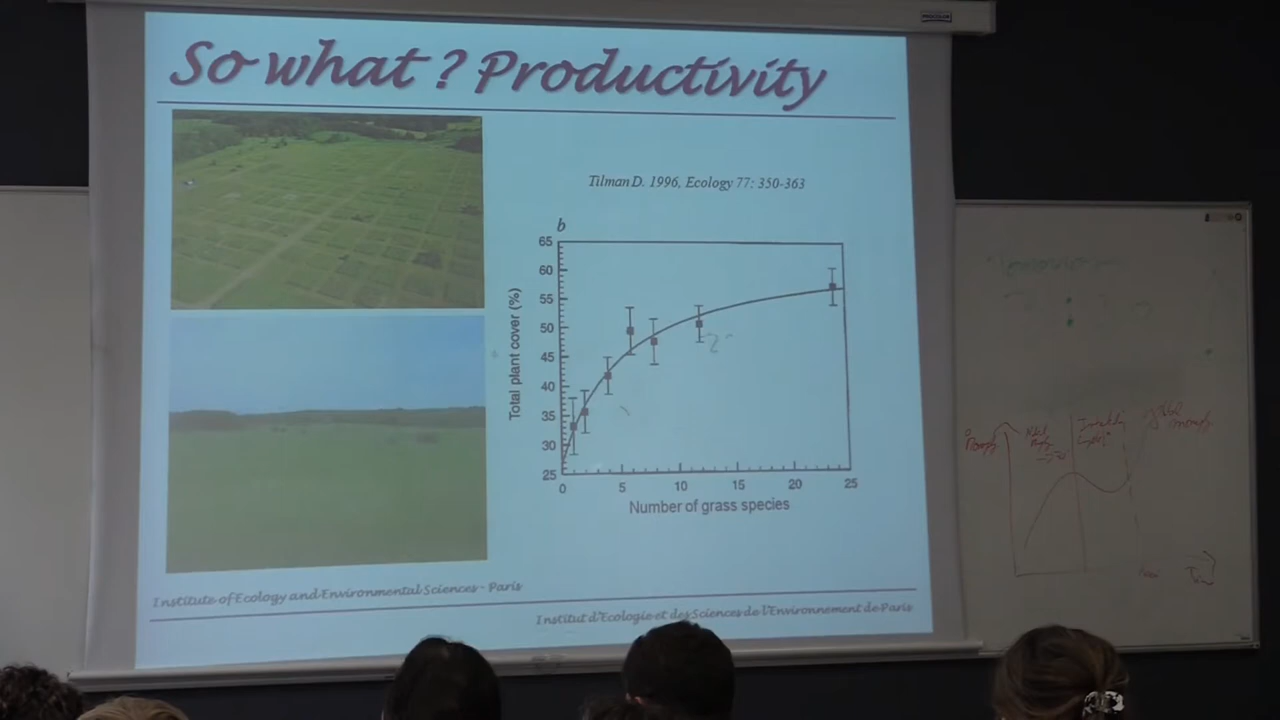 So what ? Productivity
Tilman D. 1996, Ecology 77: 350-363
b
65
60
55
50
45
40
35
30
25
Total plant cover (%)
0 5 10 15 20 25
Number of grass species
Institute of Ecology and Environmental Sciences - Paris
Institut d'Ecologie et des Sciences de l'Environnement de Paris